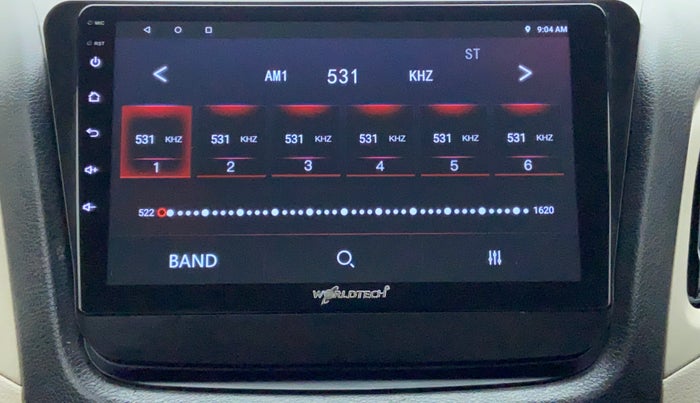 MIC
9:04 AM
RST
ST
AM1 531 KHZ
531 KHZ 531 KHZ 531 KHZ 531 KHZ 531 KHZ 531 KHZ
1 2 3 4 5 6
522 1620
BAND
WORLDTECH